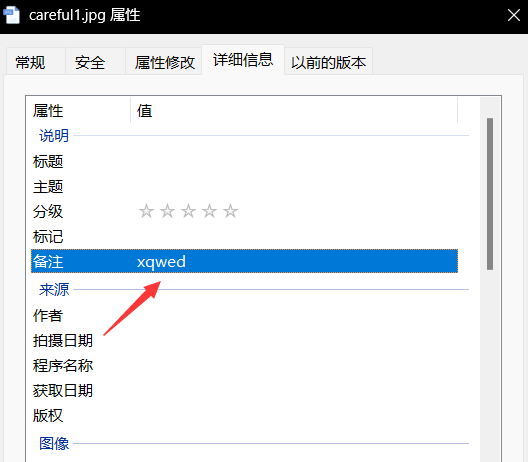 careful1.jpg 属性
常规 安全 属性修改 详细信息 以前的版本
属性 值
说明
标题
主题
分级 ☆☆☆☆☆
标记
备注 xqwed
来源
作者
拍摄日期
程序名称
获取日期
版权
图像